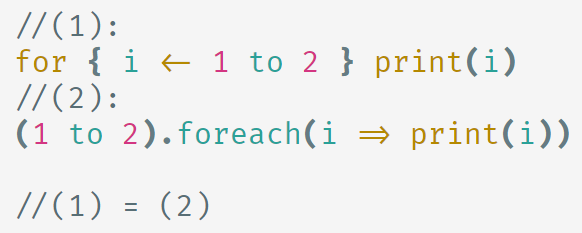 //(1):
for { i ← 1 to 2 } print(i)
//(2):
(1 to 2).foreach(i ⇒ print(i))
//(1) = (2)